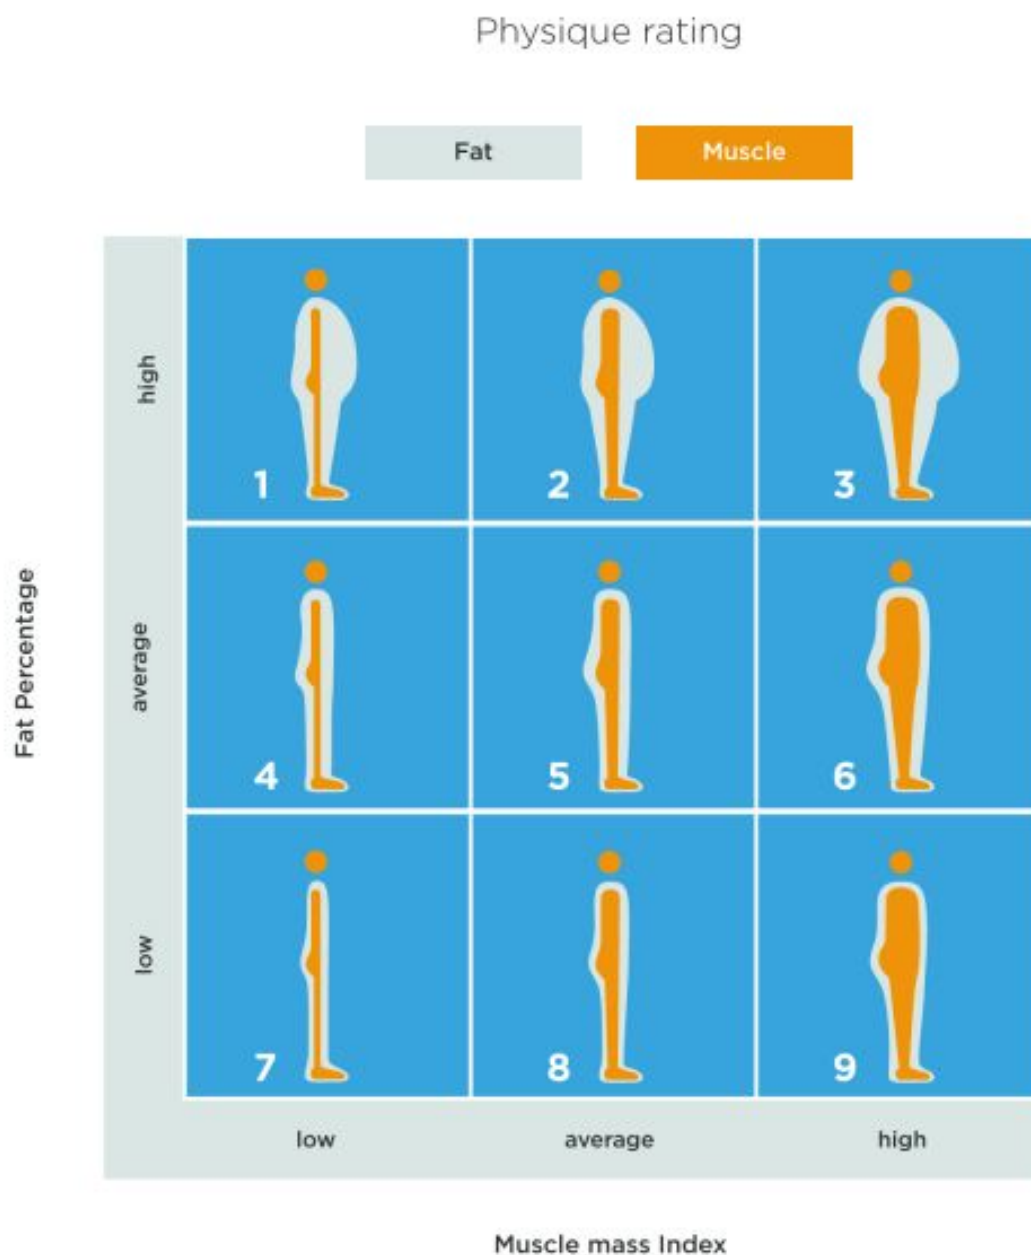 Physique rating
Fat
Muscle
high
1
2
3
Fat Percentage
average
4
5
6
low
7
8
9
low
average
high
Muscle mass Index